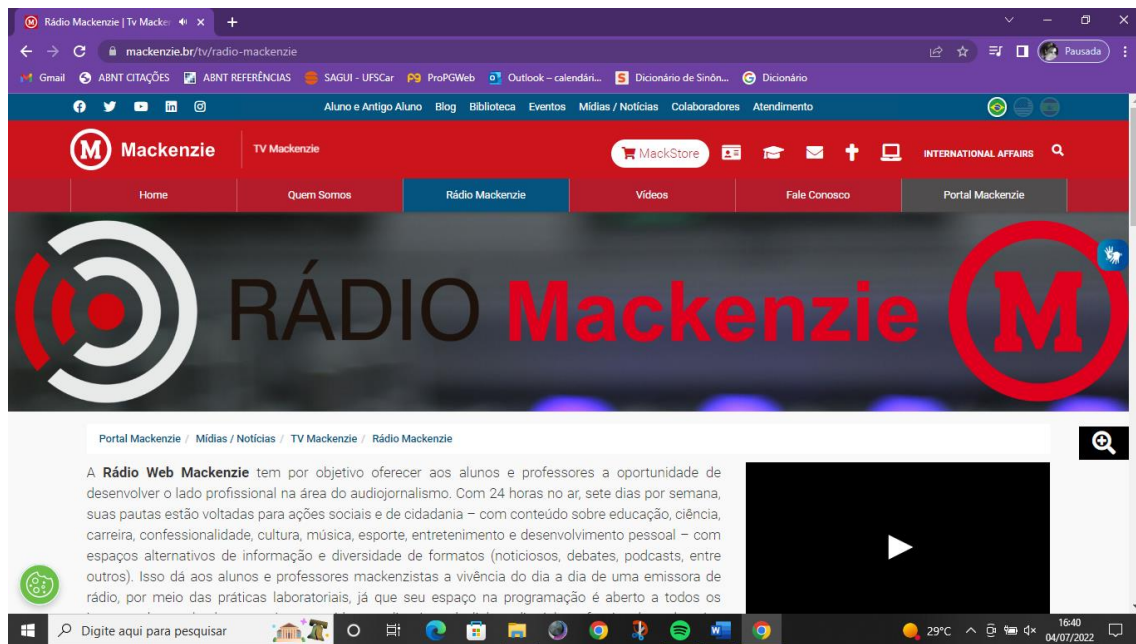 Rádio Mackenzie | Tv Macke
mackenzie.br/tv/radio-mackenzie
Pausada
Gmail ABNT CITAÇÕES ABNT REFERÊNCIAS SAGUI - UFSCar ProPGWeb Outlook – calendári... Dicionário de Sinôn... Dicionário
Aluno e Antigo Aluno Blog Biblioteca Eventos Mídias / Notícias Colaboradores Atendimento
M Mackenzie TV Mackenzie MackStore INTERNATIONAL AFFAIRS
Home Quem Somos Rádio Mackenzie Vídeos Fale Conosco Portal Mackenzie
RÁDIO Mackenzie M
Portal Mackenzie / Mídias / Notícias / TV Mackenzie / Rádio Mackenzie
A Rádio Web Mackenzie tem por objetivo oferecer aos alunos e professores a oportunidade de
desenvolver o lado profissional na área do audiojornalismo. Com 24 horas no ar, sete dias por semana,
suas pautas estão voltadas para ações sociais e de cidadania – com conteúdo sobre educação, ciência,
carreira, confessionalidade, cultura, música, esporte, entretenimento e desenvolvimento pessoal – com
espaços alternativos de informação e diversidade de formatos (noticiosos, debates, podcasts, entre
outros). Isso dá aos alunos e professores mackenzistas a vivência do dia a dia de uma emissora de
rádio, por meio das práticas laboratoriais, já que seu espaço na programação é aberto a todos os
Digite aqui para pesquisar
29°C
16:40
04/07/2022